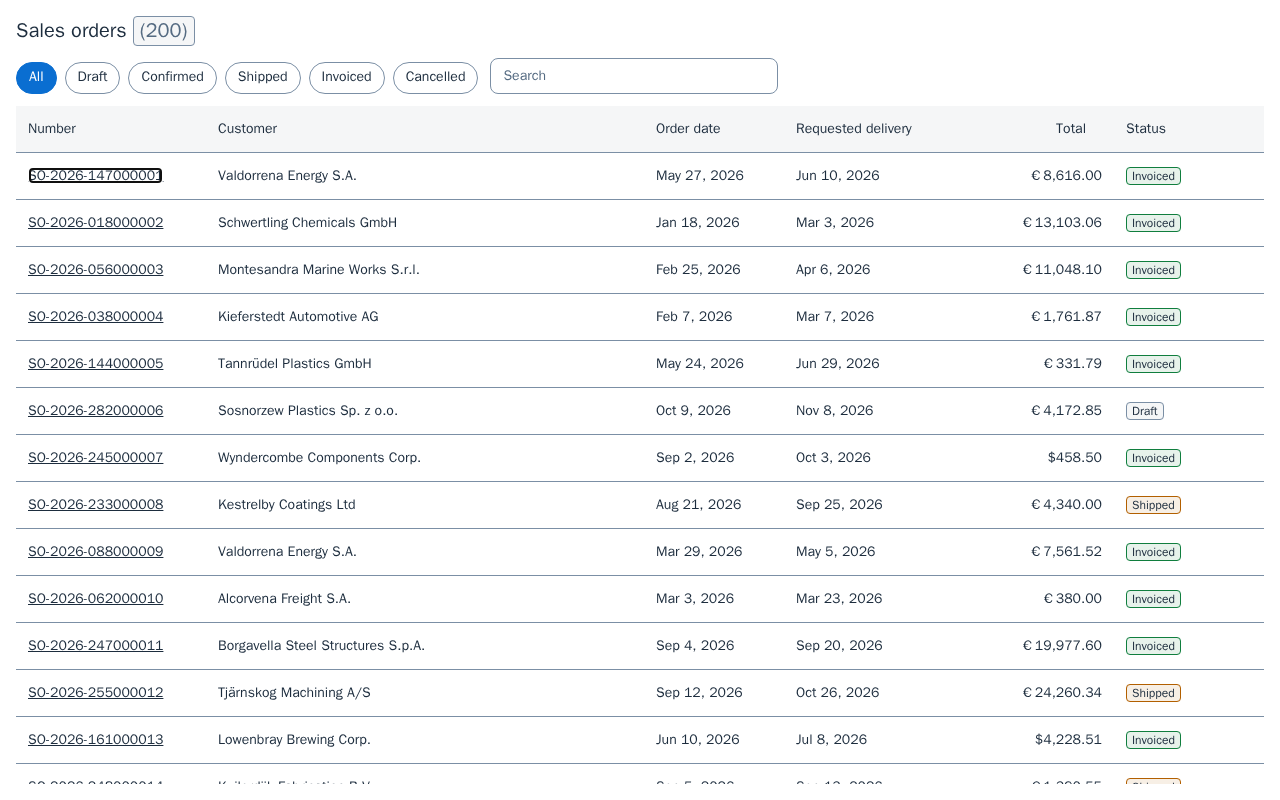 Sales orders (200)
All Draft Confirmed Shipped Invoiced Cancelled Search
Number Customer Order date Requested delivery Total Status
SO-2026-147000001 Valdorrena Energy S.A. May 27, 2026 Jun 10, 2026 € 8,616.00 Invoiced
SO-2026-018000002 Schwertling Chemicals GmbH Jan 18, 2026 Mar 3, 2026 € 13,103.06 Invoiced
SO-2026-056000003 Montesandra Marine Works S.r.l. Feb 25, 2026 Apr 6, 2026 € 11,048.10 Invoiced
SO-2026-038000004 Kieferstedt Automotive AG Feb 7, 2026 Mar 7, 2026 € 1,761.87 Invoiced
SO-2026-144000005 Tannrüdel Plastics GmbH May 24, 2026 Jun 29, 2026 € 331.79 Invoiced
SO-2026-282000006 Sosnorzew Plastics Sp. z o.o. Oct 9, 2026 Nov 8, 2026 € 4,172.85 Draft
SO-2026-245000007 Wyndercombe Components Corp. Sep 2, 2026 Oct 3, 2026 $458.50 Invoiced
SO-2026-233000008 Kestrelby Coatings Ltd Aug 21, 2026 Sep 25, 2026 € 4,340.00 Shipped
SO-2026-088000009 Valdorrena Energy S.A. Mar 29, 2026 May 5, 2026 € 7,561.52 Invoiced
SO-2026-062000010 Alcorvena Freight S.A. Mar 3, 2026 Mar 23, 2026 € 380.00 Invoiced
SO-2026-247000011 Borgavella Steel Structures S.p.A. Sep 4, 2026 Sep 20, 2026 € 19,977.60 Invoiced
SO-2026-255000012 Tjärnskog Machining A/S Sep 12, 2026 Oct 26, 2026 € 24,260.34 Shipped
SO-2026-161000013 Lowenbray Brewing Corp. Jun 10, 2026 Jul 8, 2026 $4,228.51 Invoiced